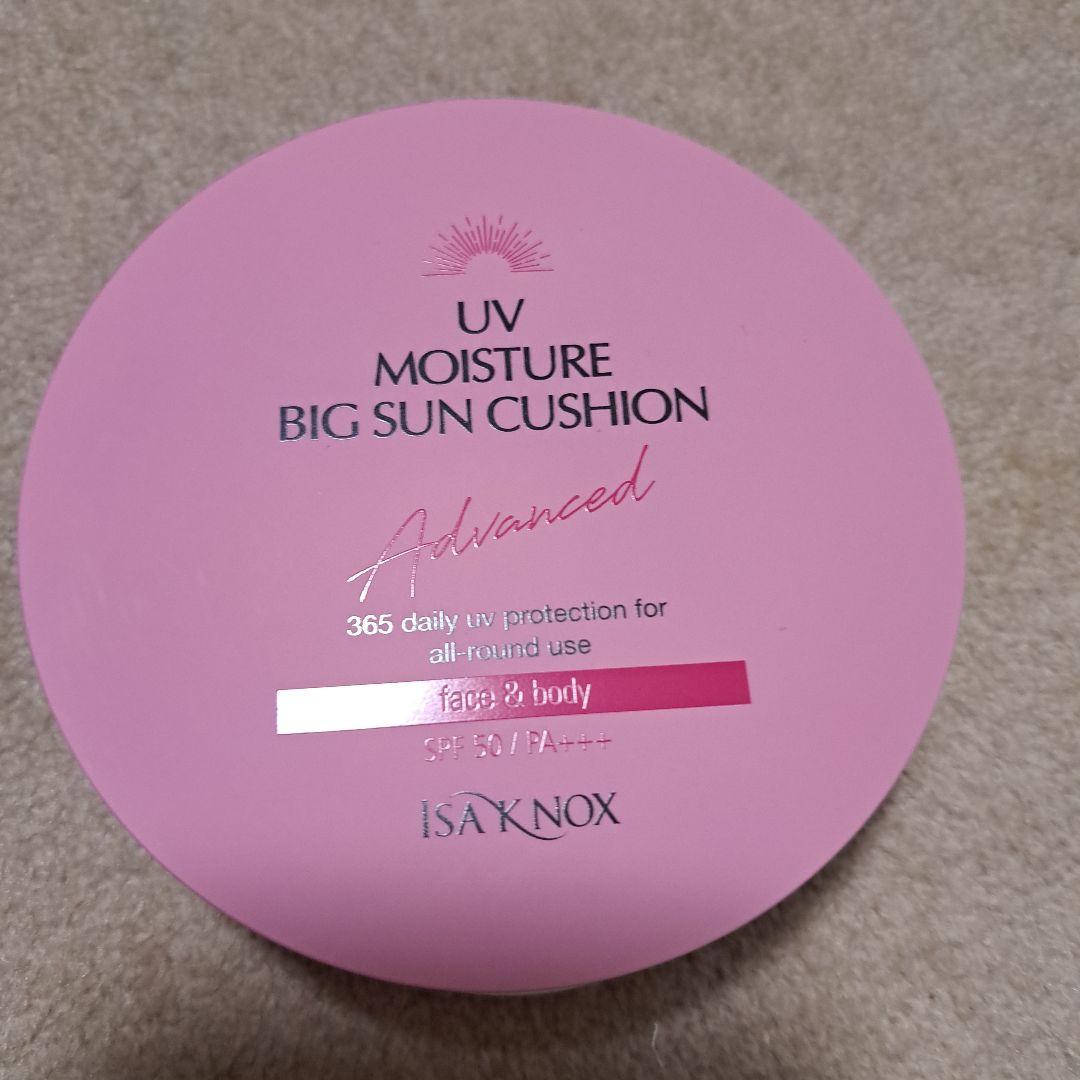 UV
MOISTURE
BIG SUN CUSHION
Advanced
365 daily uv protection for
all-round use
face & body
SPF 50 / PA+++
ISA KNOX